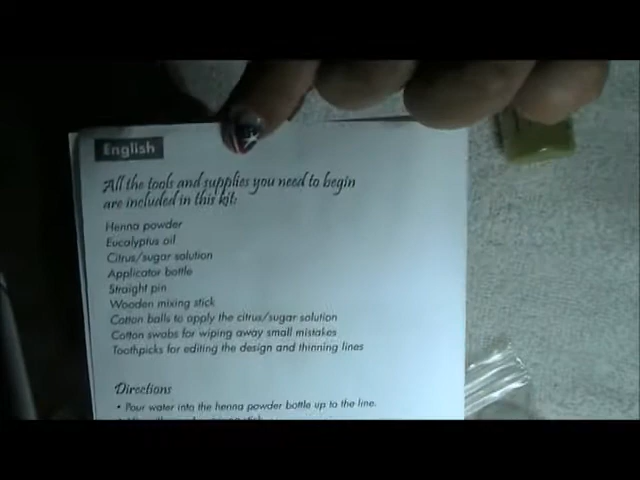 English
All the tools and supplies you need to begin
are included in this kit:
Henna powder
Eucalyptus oil
Citrus/sugar solution
Applicator bottle
Straight pin
Wooden mixing stick
Cotton balls to apply the citrus/sugar solution
Cotton swabs for wiping away small mistakes
Toothpicks for editing the design and thinning lines
Directions
• Pour water into the henna powder bottle up to the line.